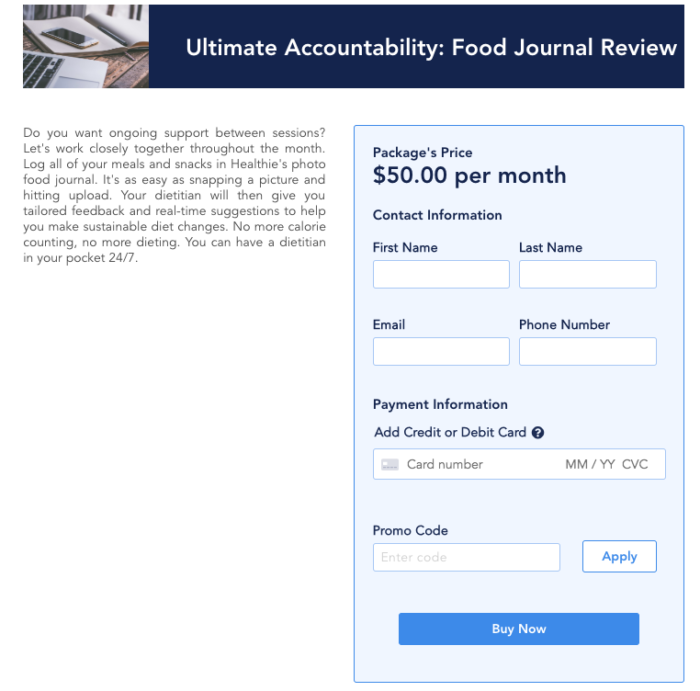 Ultimate Accountability: Food Journal Review
Do you want ongoing support between sessions?
Let's work closely together throughout the month.
Log all of your meals and snacks in Healthie's photo
food journal. It's as easy as snapping a picture and
hitting upload. Your dietitian will then give you
tailored feedback and real-time suggestions to help
you make sustainable diet changes. No more calorie
counting, no more dieting. You can have a dietitian
in your pocket 24/7.
Package's Price
$50.00 per month
Contact Information
First Name Last Name
Email Phone Number
Payment Information
Add Credit or Debit Card ?
Card number MM / YY CVC
Promo Code
Enter code Apply
Buy Now